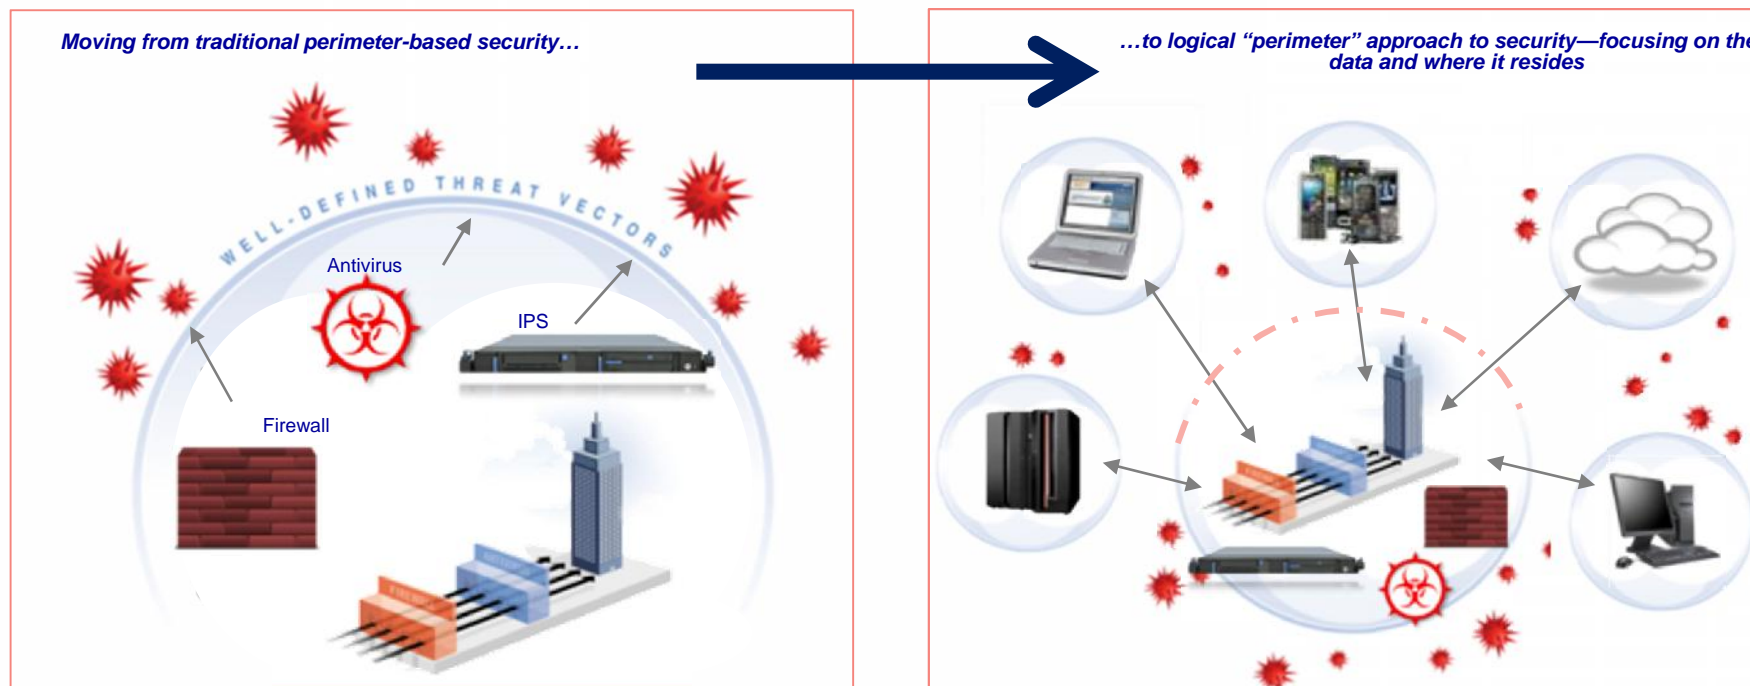 Moving from traditional perimeter-based security…
…to logical “perimeter” approach to security—focusing on the
data and where it resides
WELL-DEFINED THREAT VECTORS
Antivirus
IPS
Firewall